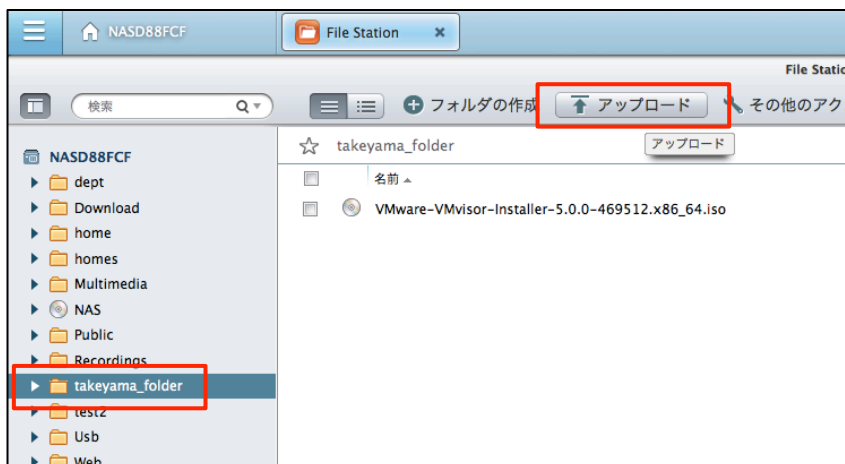 NASD88FCF
File Station
File Static
検索
フォルダの作成
アップロード
その他のアク
NASD88FCF
takeyama_folder
アップロード
dept
名前
Download
VMware-VMvisor-Installer-5.0.0-469512.x86_64.iso
home
homes
Multimedia
NAS
Public
Recordings
takeyama_folder
test2
Usb
Web